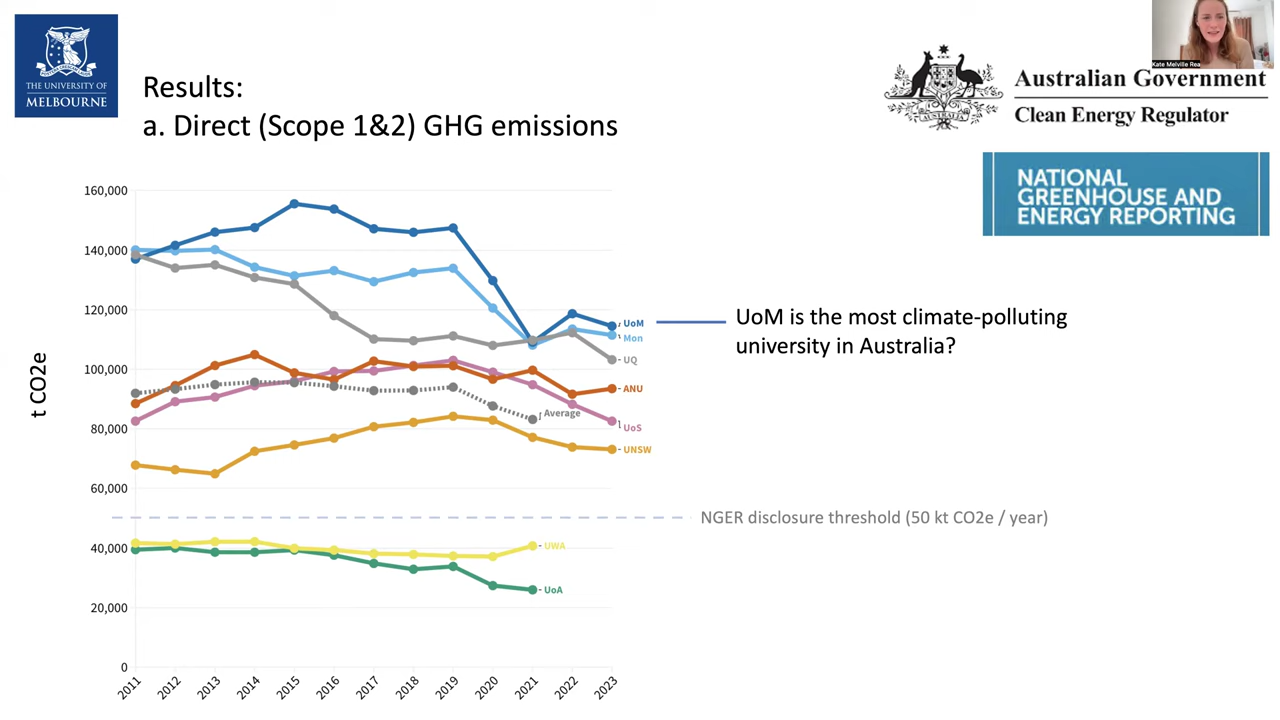 THE UNIVERSITY OF
MELBOURNE
Results:
a. Direct (Scope 1&2) GHG emissions
Kate Melville Rea
AUSTRALIA
Australian Government
Clean Energy Regulator
NATIONAL
GREENHOUSE AND
ENERGY REPORTING
t CO2e
160,000
140,000
120,000
100,000
80,000
60,000
40,000
20,000
0
2011
2012
2013
2014
2015
2016
2017
2018
2019
2020
2021
2022
2023
UoM
Mon
UQ
ANU
Average
UoS
UNSW
UWA
UoA
UoM is the most climate-polluting
university in Australia?
NGER disclosure threshold (50 kt CO2e / year)